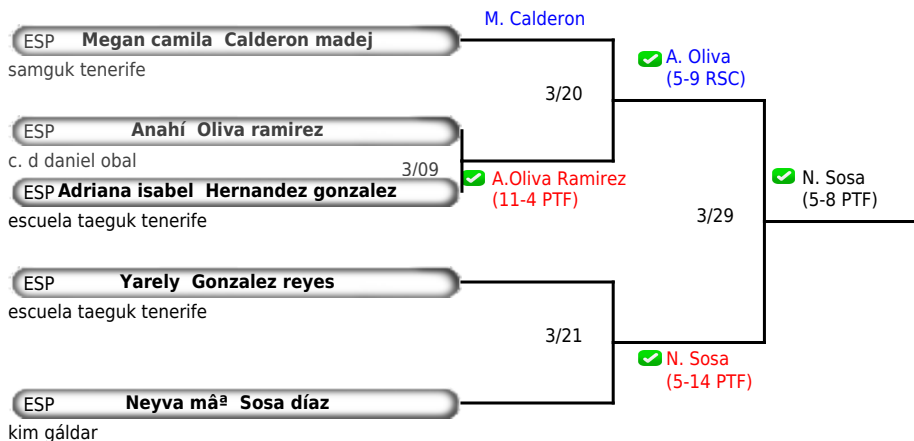 M. Calderon
ESP Megan camila Calderon madej
samguk tenerife
A. Oliva
(5-9 RSC)
3/20
ESP Anahí Oliva ramirez
c. d daniel obal
3/09
A.Oliva Ramirez
(11-4 PTF)
ESP Adriana isabel Hernandez gonzalez
escuela taeguk tenerife
N. Sosa
(5-8 PTF)
3/29
ESP Yarely Gonzalez reyes
escuela taeguk tenerife
3/21
N. Sosa
(5-14 PTF)
ESP Neyva mâª Sosa díaz
kim gáldar